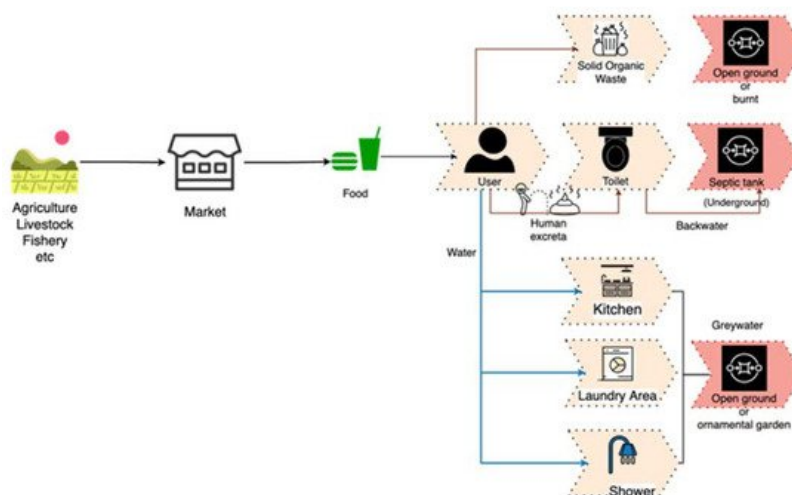 Solid Organic
Waste
Open ground
or
burnt
Agriculture
Livestock
Fishery
etc
Market
Food
User
Toilet
Septic tank
(Underground)
Human
excreta
Backwater
Water
Kitchen
Greywater
Laundry Area
Open ground
or
ornamental garden
Shower